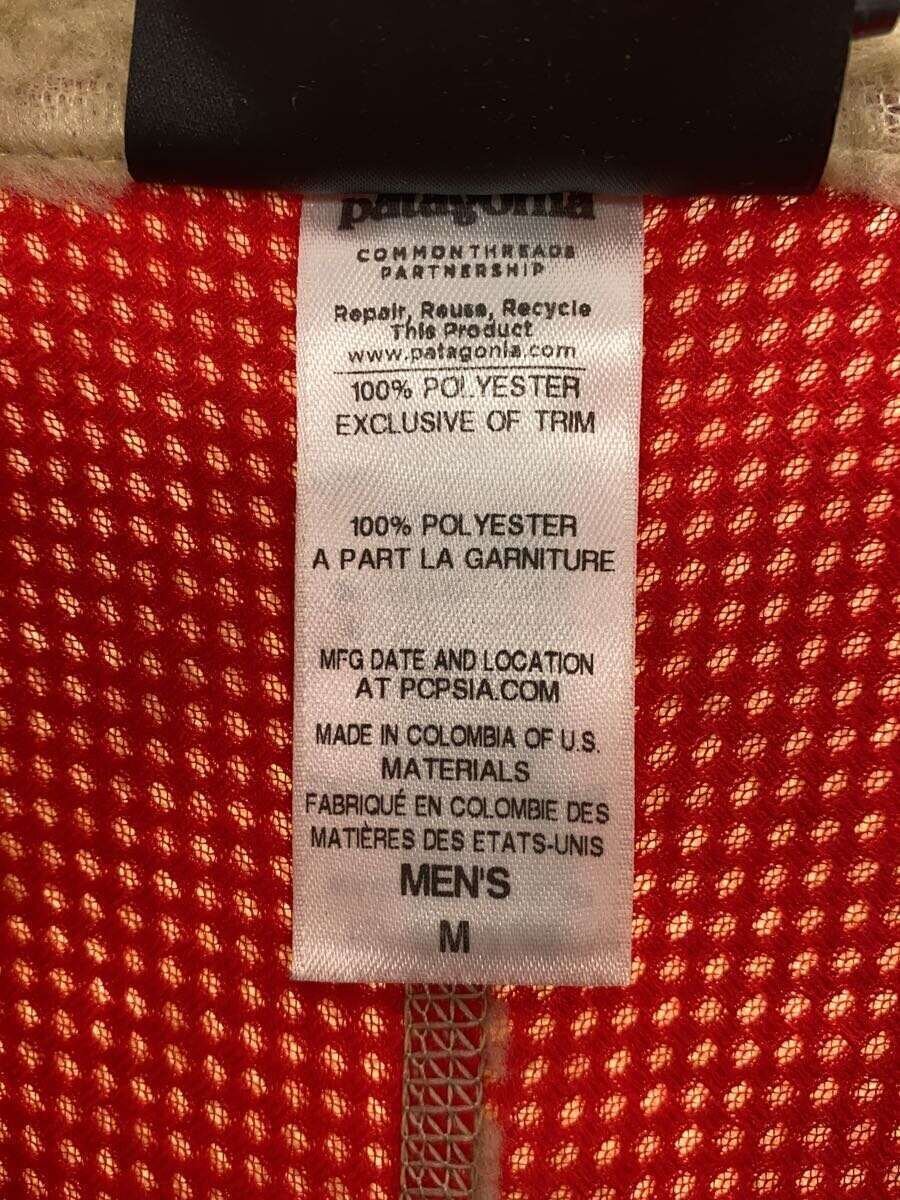 patagonia
COMMON THREADS
PARTNERSHIP
Repair, Reuse, Recycle
This Product
www.patagonia.com
100% POLYESTER
EXCLUSIVE OF TRIM
100% POLYESTER
A PART LA GARNITURE
MFG DATE AND LOCATION
AT PCPSIA.COM
MADE IN COLOMBIA OF U.S.
MATERIALS
FABRIQUÉ EN COLOMBIE DES
MATIÈRES DES ETATS-UNIS
MEN'S
M